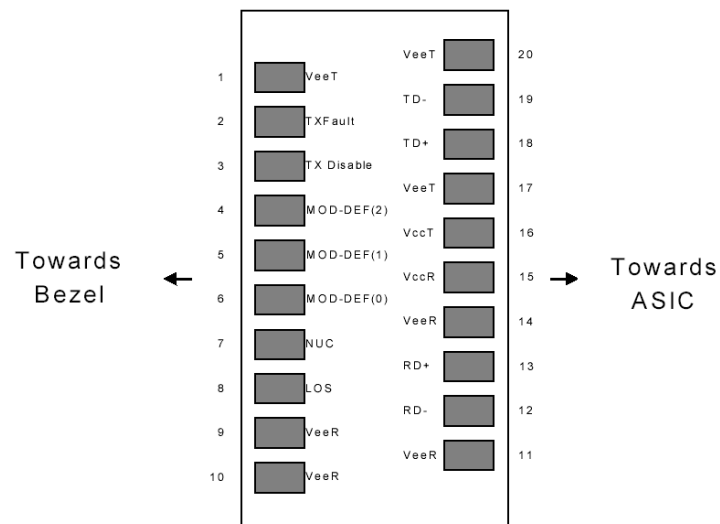 VeeT 20
1 VeeT
TD- 19
2 TXFault
TD+ 18
3 TX Disable
VeeT 17
4 MOD-DEF(2)
VccT 16
5 MOD-DEF(1)
Towards
Bezel
VccR 15
Towards
ASIC
6 MOD-DEF(0)
VeeR 14
7 NUC
RD+ 13
8 LOS
RD- 12
9 VeeR
VeeR 11
10 VeeR